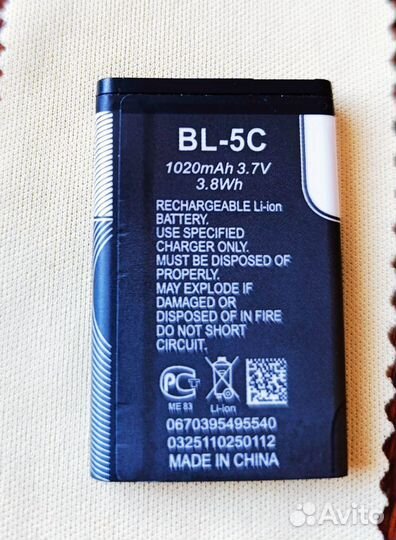 BL-5C
1020mAh 3.7V
3.8Wh
RECHARGEABLE Li-ion
BATTERY.
USE SPECIFIED
CHARGER ONLY.
MUST BE DISPOSED OF
PROPERLY.
MAY EXPLODE IF
DAMAGED OR
DISPOSED OF IN FIRE
DO NOT SHORT
CIRCUIT.
РСТ
ME 83 Li-ion
0670395495540
0325110250112
MADE IN CHINA
Avito